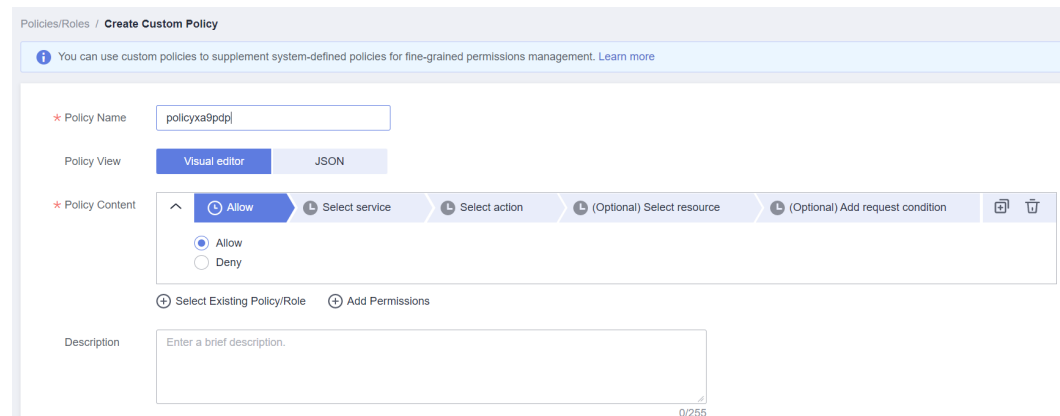 Policies/Roles / Create Custom Policy
You can use custom policies to supplement system-defined policies for fine-grained permissions management. Learn more
* Policy Name policyxa9pdp
Policy View Visual editor JSON
* Policy Content Allow Select service Select action (Optional) Select resource (Optional) Add request condition
Allow
Deny
Select Existing Policy/Role Add Permissions
Description Enter a brief description.
0/255